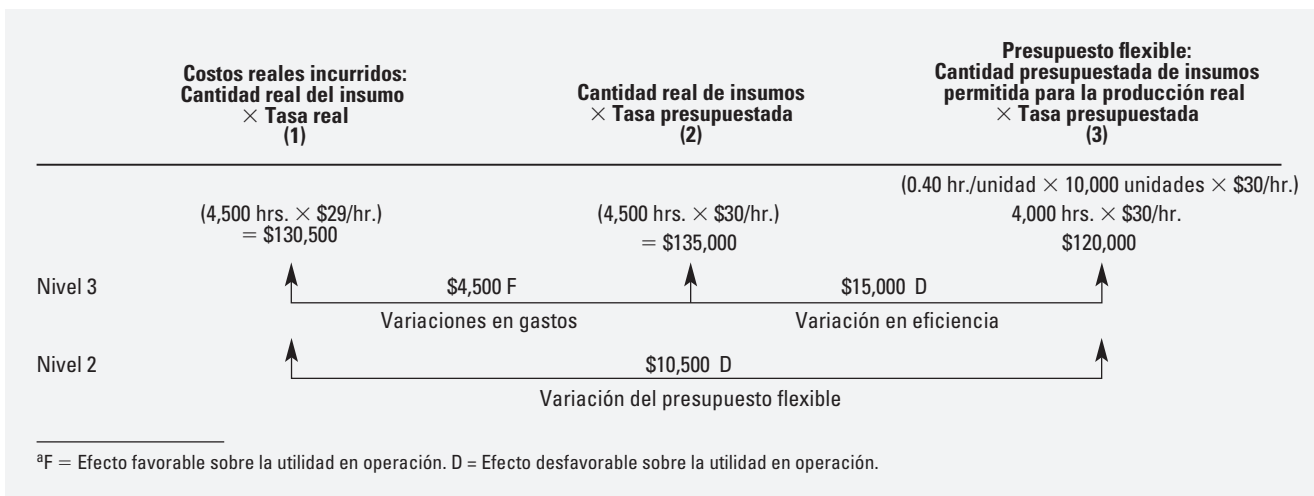 Costos reales incurridos:
Cantidad real del insumo
× Tasa real
(1)
Cantidad real de insumos
× Tasa presupuestada
(2)
Presupuesto flexible:
Cantidad presupuestada de insumos
permitida para la producción real
× Tasa presupuestada
(3)
(4,500 hrs. × $29/hr.)
= $130,500
(4,500 hrs. × $30/hr.)
= $135,000
(0.40 hr./unidad × 10,000 unidades × $30/hr.)
4,000 hrs. × $30/hr.
$120,000
Nivel 3
$4,500 F
$15,000 D
Variaciones en gastos
Variación en eficiencia
Nivel 2
$10,500 D
Variación del presupuesto flexible
ªF = Efecto favorable sobre la utilidad en operación. D = Efecto desfavorable sobre la utilidad en operación.